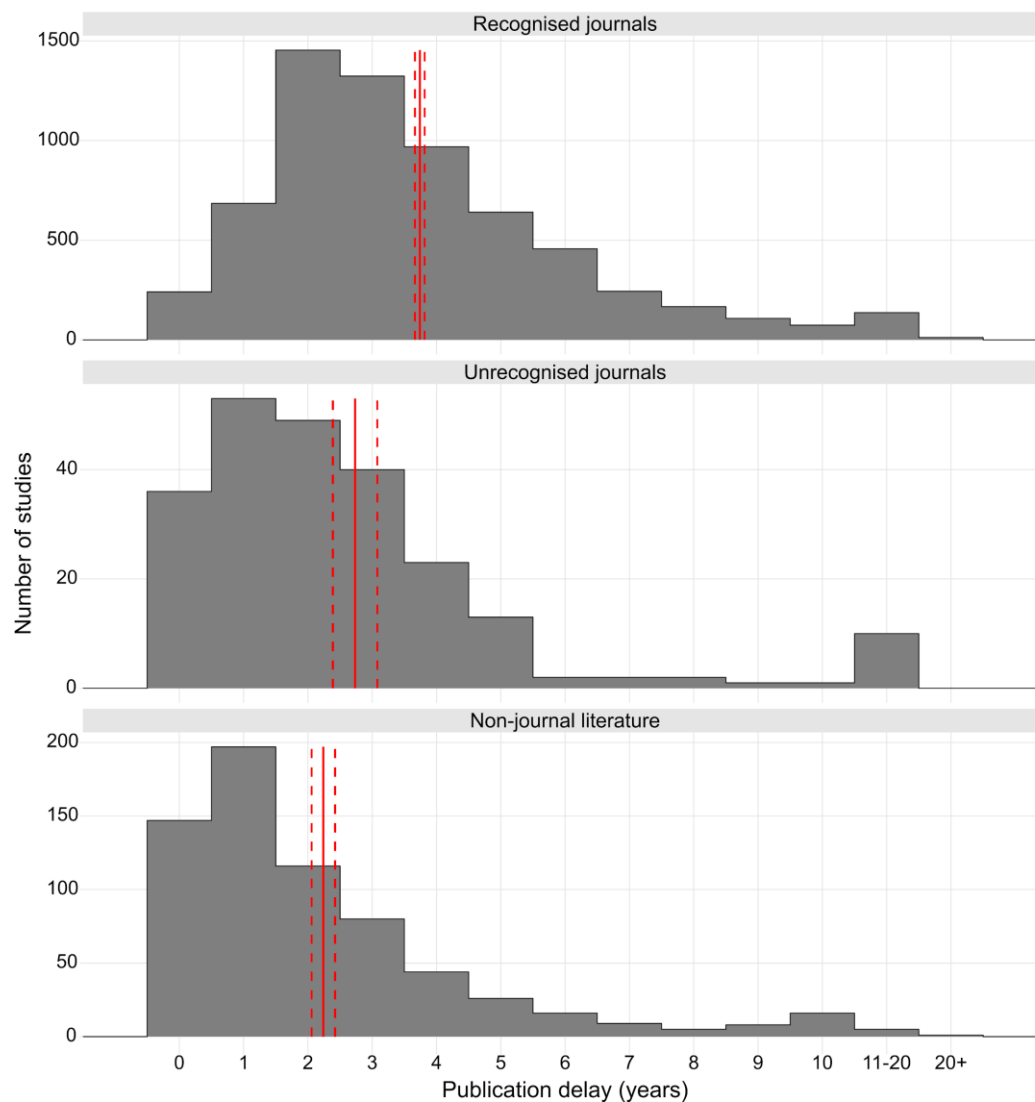 Recognised journals
1500
1000
500
0
Unrecognised journals
40
20
0
Number of studies
Non-journal literature
200
150
100
50
0
0 1 2 3 4 5 6 7 8 9 10 11-20 20+
Publication delay (years)